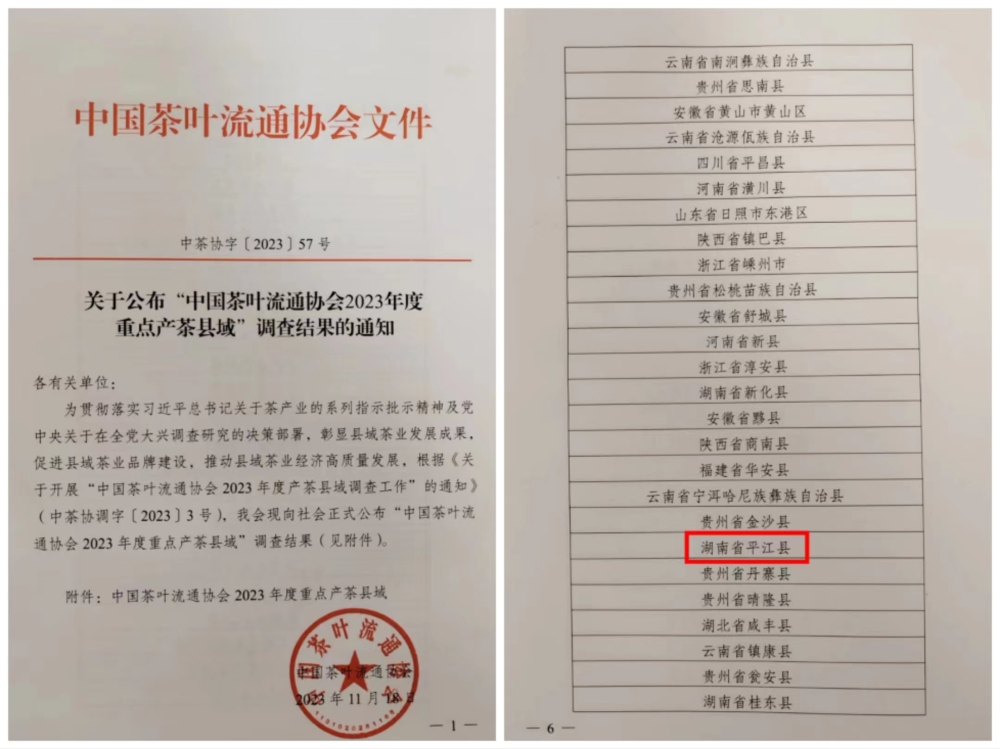 中国茶叶流通协会文件
中茶协字〔2023〕57 号
关于公布“中国茶叶流通协会2023年度
重点产茶县域”调查结果的通知
各有关单位：
为贯彻落实习近平总书记关于茶产业的系列指示批示精神及党
中央关于在全党大兴调查研究的决策部署，彰显县域茶业发展成果，
促进县域茶业品牌建设，推动县域茶业经济高质量发展，根据《关
于开展“中国茶叶流通协会 2023 年度产茶县域调查工作”的通知》
（中茶协调字〔2023〕3 号），我会现向社会正式公布“中国茶叶流
通协会 2023 年度重点产茶县域”调查结果（见附件）。
附件：中国茶叶流通协会 2023 年度重点产茶县域
中国茶叶流通协会
2023 年 11 月 18 日
— 1 —
云南省南涧彝族自治县
贵州省思南县
安徽省黄山市黄山区
云南省沧源佤族自治县
四川省平昌县
河南省潢川县
山东省日照市东港区
陕西省镇巴县
浙江省嵊州市
贵州省松桃苗族自治县
安徽省舒城县
河南省新县
浙江省淳安县
湖南省新化县
安徽省黟县
陕西省商南县
福建省华安县
云南省宁洱哈尼族彝族自治县
贵州省金沙县
湖南省平江县
贵州省丹寨县
贵州省晴隆县
湖北省咸丰县
云南省镇康县
贵州省瓮安县
湖南省桂东县
— 6 —